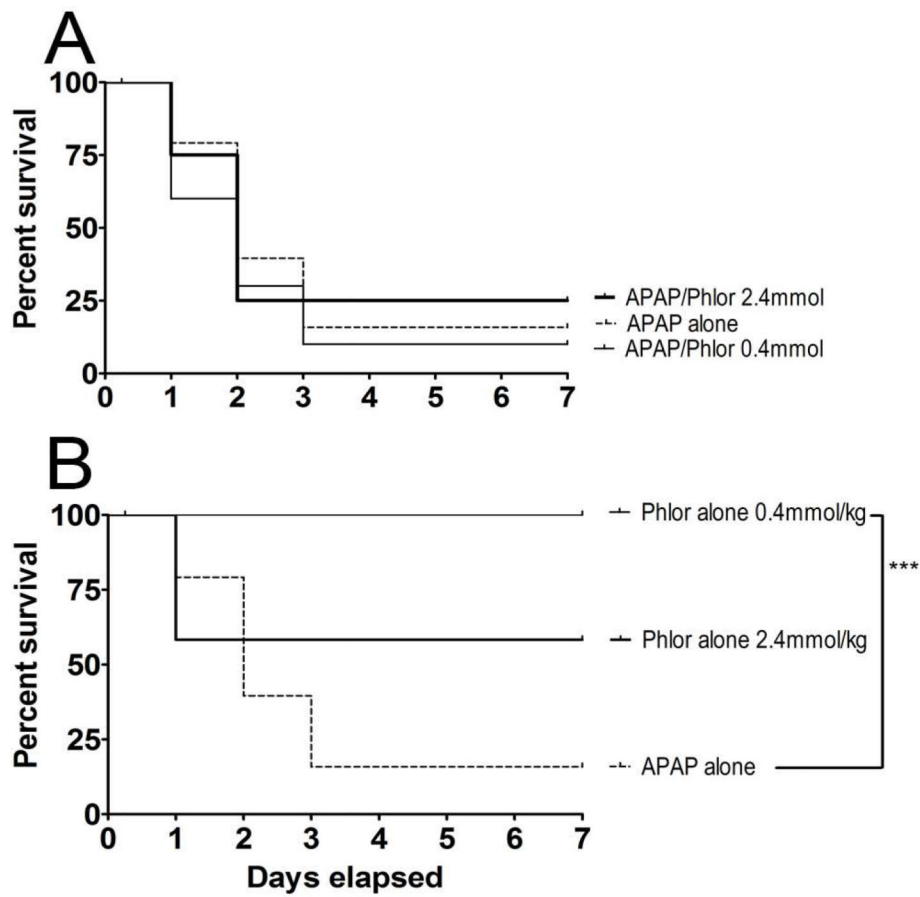 A
Percent survival
100
75
50
25
0
0 1 2 3 4 5 6 7
APAP/Phlor 2.4mmol
APAP alone
APAP/Phlor 0.4mmol
B
Percent survival
100
75
50
25
0
0 1 2 3 4 5 6 7
Days elapsed
Phlor alone 0.4mmol/kg
***
Phlor alone 2.4mmol/kg
APAP alone